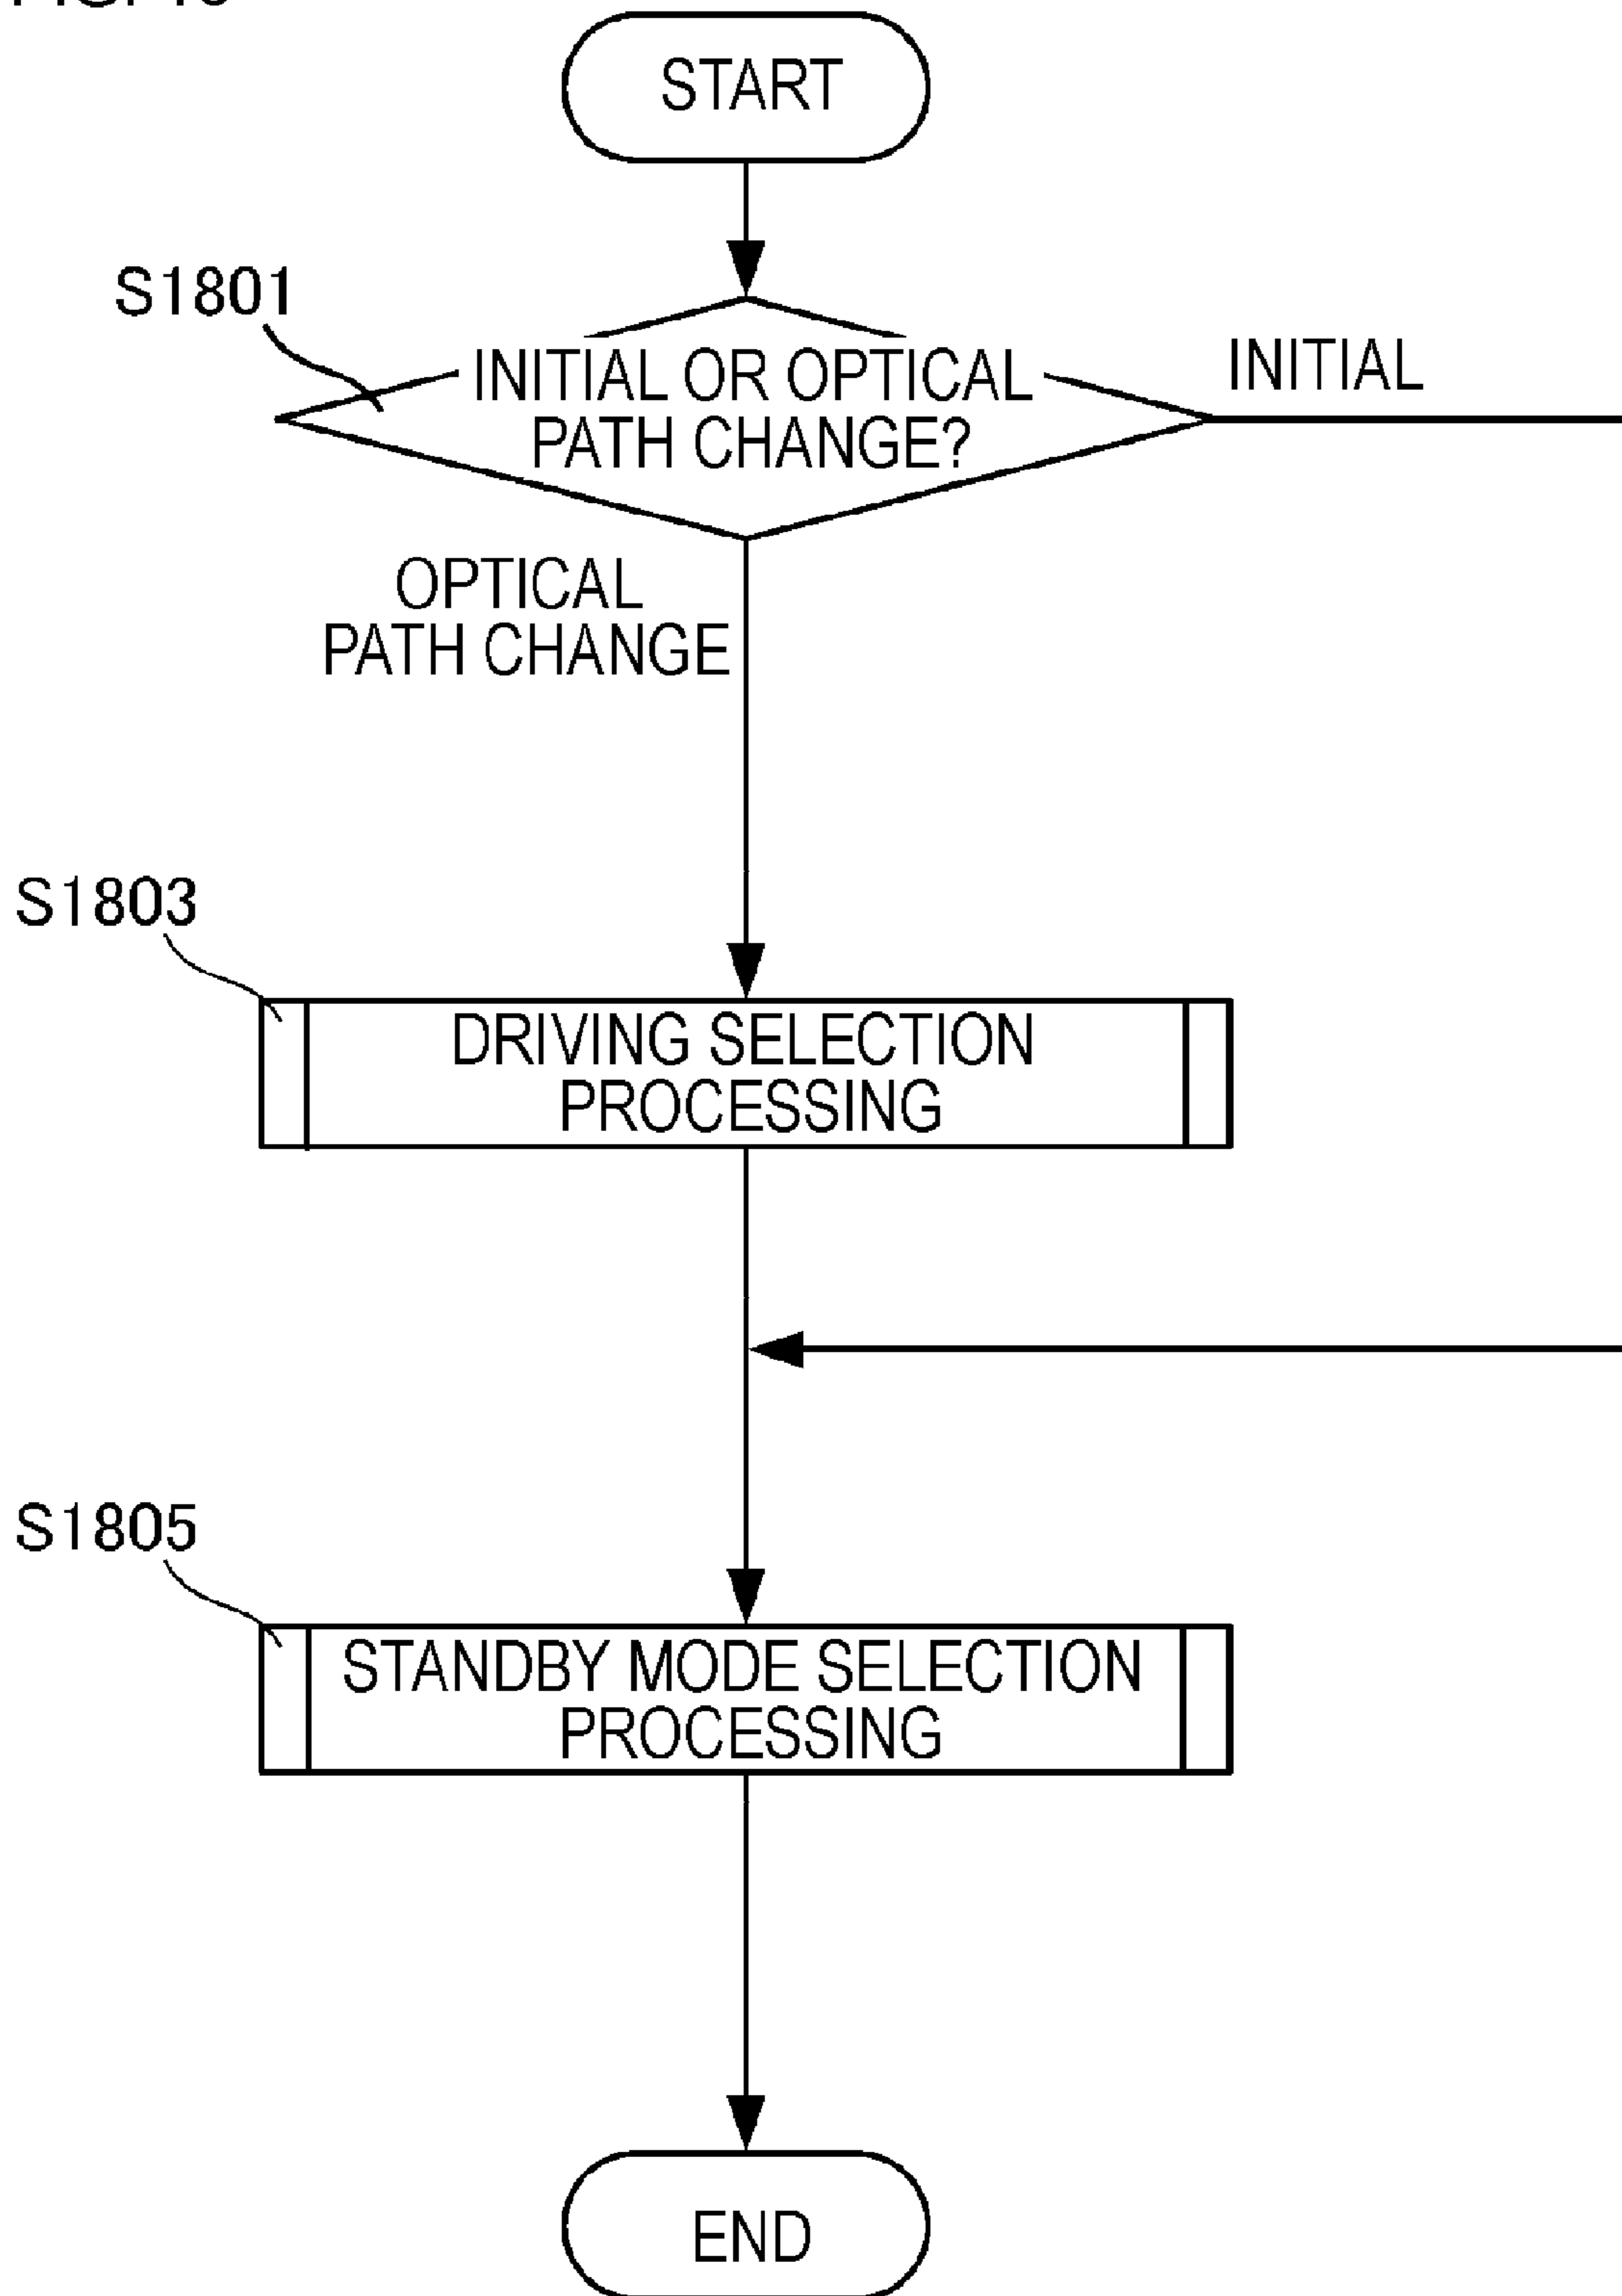 START
S1801
INITIAL OR OPTICAL
PATH CHANGE?
INITIAL
OPTICAL
PATH CHANGE
S1803
DRIVING SELECTION
PROCESSING
S1805
STANDBY MODE SELECTION
PROCESSING
END